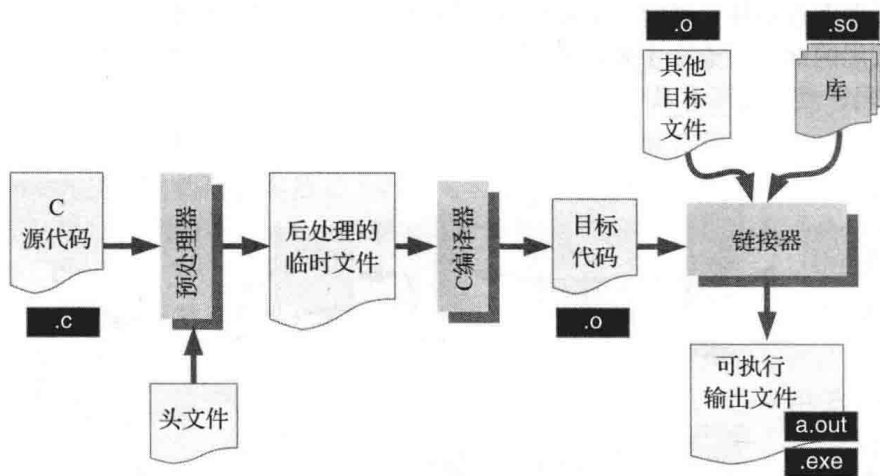 .o
.so
其他
目标
文件
库
C
源代码
预处理器
后处理的
临时文件
C编译器
目标
代码
链接器
.c
.o
头文件
可执行
输出文件
a.out
.exe